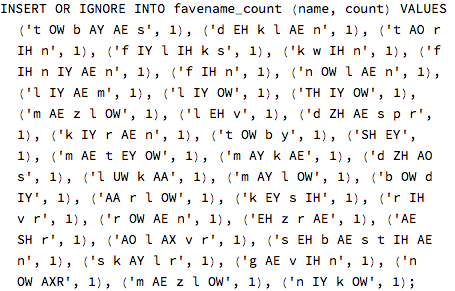 INSERT OR IGNORE INTO favename_count (name, count) VALUES
('t OW b AY AE s', 1), ('d EH k l AE n', 1), ('t AO r
IH n', 1), ('f IY l IH k s', 1), ('k w IH n', 1), ('f
IH n IY AE n', 1), ('f IH n', 1), ('n OW l AE n', 1),
('l IY AE m', 1), ('l IY OW', 1), ('TH IY OW', 1),
('m AE z l OW', 1), ('l EH v', 1), ('d ZH AE s p r',
1), ('k IY r AE n', 1), ('t OW b y', 1), ('SH EY',
1), ('m AE t EY OW', 1), ('m AY k AE', 1), ('d ZH AO
s', 1), ('l UW k AA', 1), ('m AY l OW', 1), ('b OW d
IY', 1), ('AA r l OW', 1), ('k EY s IH', 1), ('r IH
v r', 1), ('r OW AE n', 1), ('EH z r AE', 1), ('AE
SH r', 1), ('AO l AX v r', 1), ('s EH b AE s t IH AE
n', 1), ('s k AY l r', 1), ('g AE v IH n', 1), ('n
OW AXR', 1), ('m AE z l OW', 1), ('n IY k OW', 1);